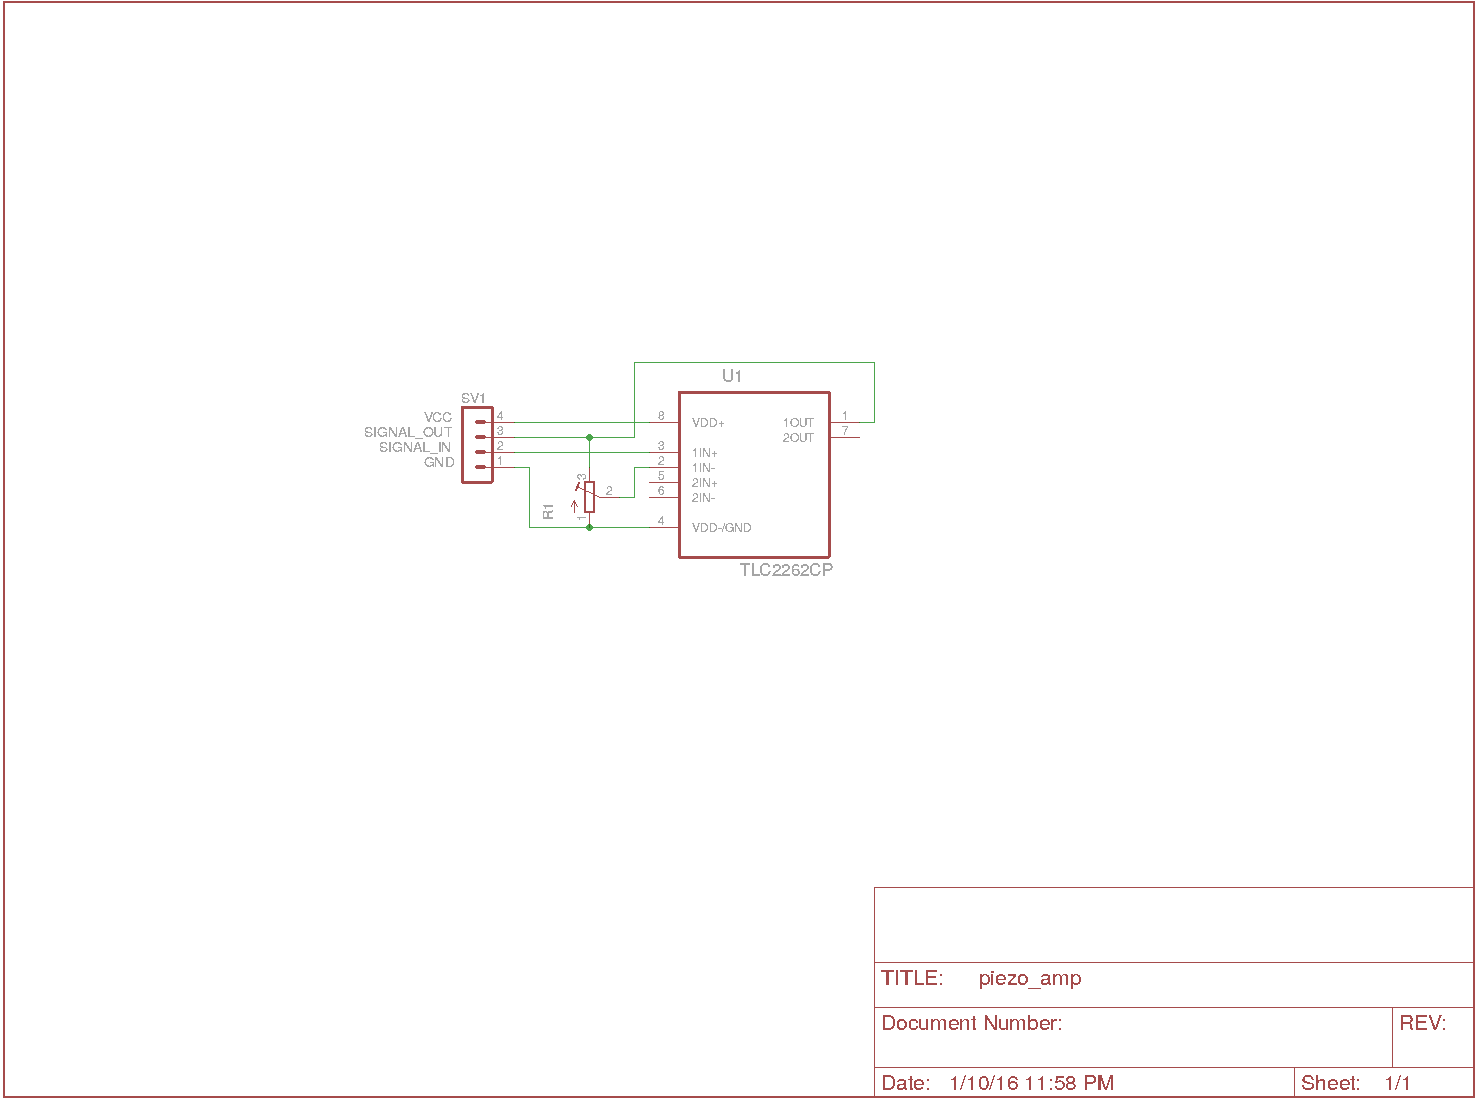 U1
SV1
VCC 4
SIGNAL_OUT 3
SIGNAL_IN 2
GND 1
8 VDD+ 1OUT 1
2OUT 7
3 1IN+
2 1IN-
5 2IN+
6 2IN-
4 VDD-/GND
3
2
R1
1
TLC2262CP
TITLE: piezo_amp
Document Number:
REV:
Date: 1/10/16 11:58 PM
Sheet: 1/1